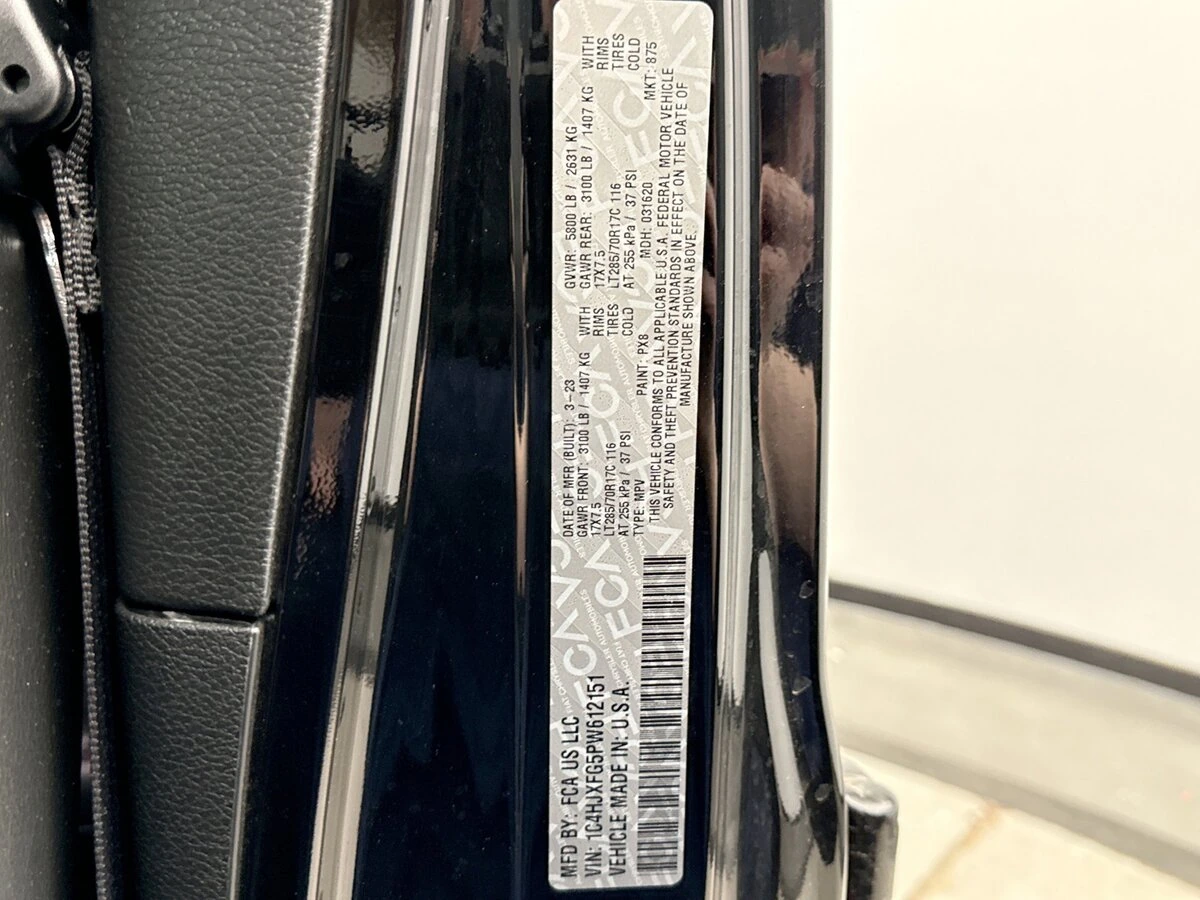 MFD BY: FCA US LLC
VIN: 1C4HJXFG5PW612151
VEHICLE MADE IN: U.S.A.
DATE OF MFR (BUILT): 3-23 GVWR: 5800 LB / 2631 KG
GAWR FRONT: 3100 LB / 1407 KG WITH GAWR REAR: 3100 LB / 1407 KG WITH
17X7.5 RIMS 17X7.5 RIMS
LT285/70R17C 116 TIRES LT285/70R17C 116 TIRES
AT 255 kPa / 37 PSI COLD AT 255 kPa / 37 PSI COLD
TYPE: MPV PAINT: PX8 MDH: 031620 MKT: 875
THIS VEHICLE CONFORMS TO ALL APPLICABLE U.S.A. FEDERAL MOTOR VEHICLE
SAFETY AND THEFT PREVENTION STANDARDS IN EFFECT ON THE DATE OF
MANUFACTURE SHOWN ABOVE.